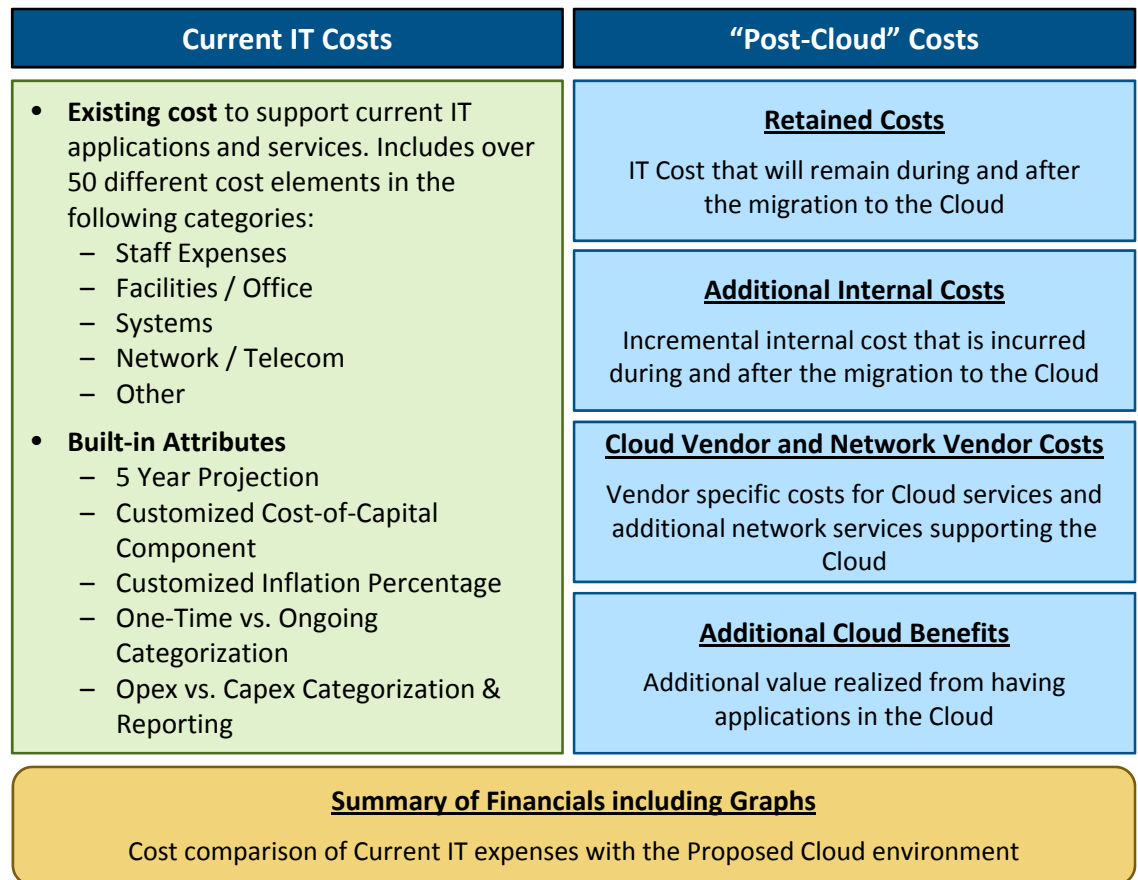 Current IT Costs
• Existing cost to support current IT
applications and services. Includes over
50 different cost elements in the
following categories:
– Staff Expenses
– Facilities / Office
– Systems
– Network / Telecom
– Other
• Built-in Attributes
– 5 Year Projection
– Customized Cost-of-Capital
Component
– Customized Inflation Percentage
– One-Time vs. Ongoing
Categorization
– Opex vs. Capex Categorization &
Reporting
“Post-Cloud” Costs
Retained Costs
IT Cost that will remain during and after
the migration to the Cloud
Additional Internal Costs
Incremental internal cost that is incurred
during and after the migration to the Cloud
Cloud Vendor and Network Vendor Costs
Vendor specific costs for Cloud services and
additional network services supporting the
Cloud
Additional Cloud Benefits
Additional value realized from having
applications in the Cloud
Summary of Financials including Graphs
Cost comparison of Current IT expenses with the Proposed Cloud environment